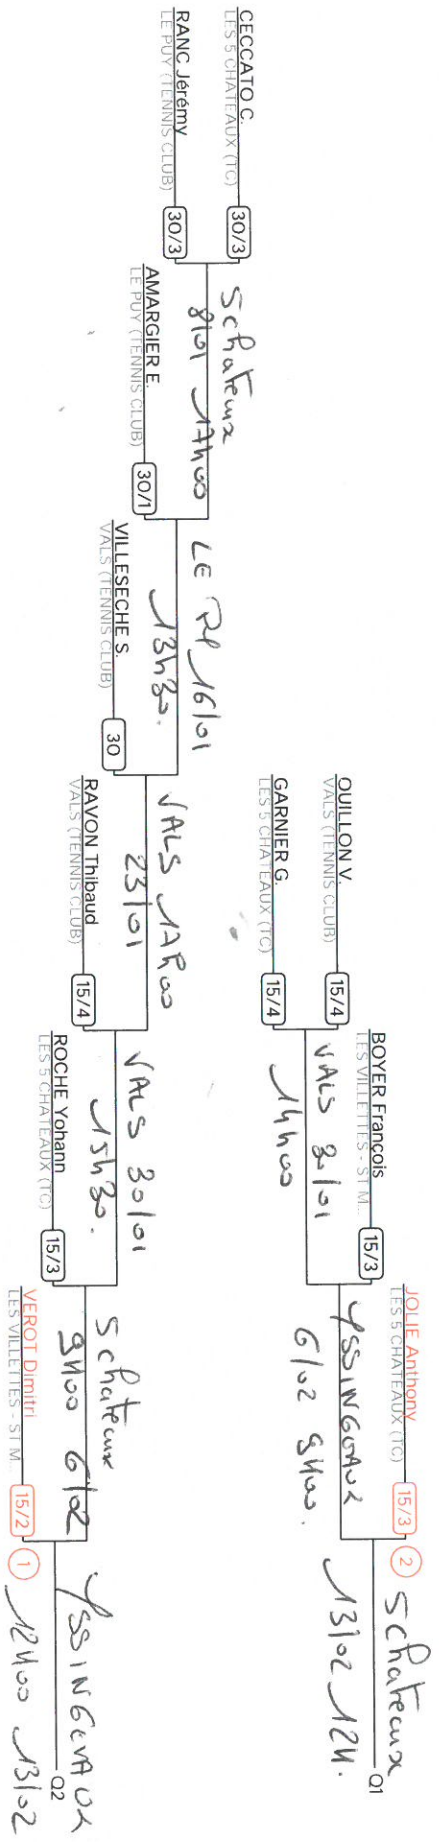 CECCATO C.
LES 5 CHATEAUX (TC)
30/3
RANC Jérémy
LE PUY (TENNIS CLUB)
30/3
5 chateaux
8/01 17h00
AMARGIER E.
LE PUY (TENNIS CLUB)
30/1
LE PUY 16/01
13h30.
VILLESECHE S.
VALS (TENNIS CLUB)
30
VALS 17h00
23/01
RAVON Thibaud
VALS (TENNIS CLUB)
15/4
VALS 30/01
15h30.
ROCHE Yohann
LES 5 CHATEAUX (TC)
15/3
5 chateaux
9H00 6/02
VEROT Dimitri
LES VILLETTES - ST M...
15/2
1
YSSINGEAUX
12H00 13/02
Q2
OUILLON V.
VALS (TENNIS CLUB)
15/4
GARNIER G.
LES 5 CHATEAUX (TC)
15/4
VALS 30/01
14h00
BOYER François
LES VILLETTES - ST M...
15/3
YSSINGEAUX
6/02 9H00.
JOLIE Anthony
LES 5 CHATEAUX (TC)
15/3
2
5 chateaux
13/02 12H.
Q1